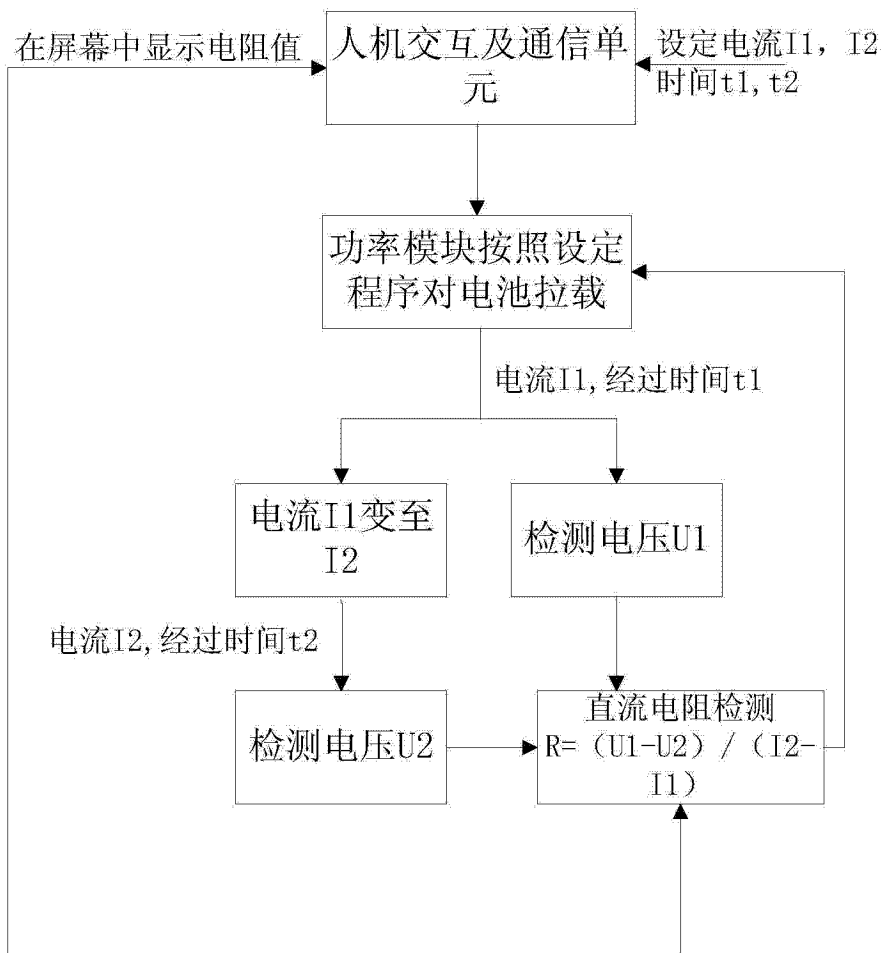 在屏幕中显示电阻值
人机交互及通信单
元
设定电流I1，I2
时间t1,t2
功率模块按照设定
程序对电池拉载
电流I1,经过时间t1
电流I1变至
I2
检测电压U1
电流I2,经过时间t2
检测电压U2
直流电阻检测
R=（U1-U2）/（I2-
I1）